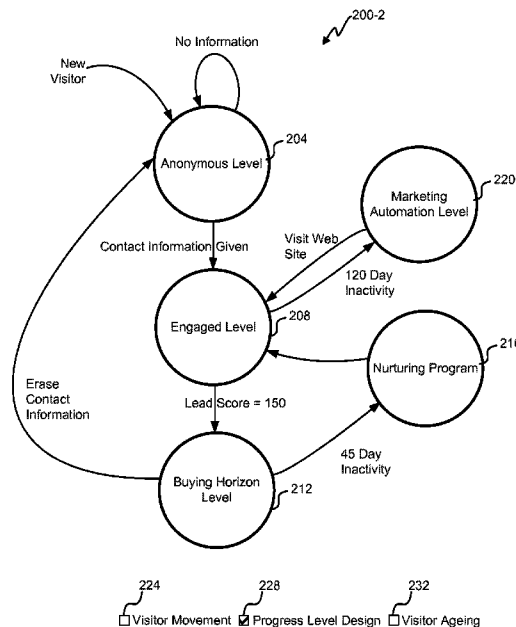 200-2
No Information
New
Visitor
204
Anonymous Level
220
Marketing
Automation Level
Contact Information Given
Visit Web
Site
120 Day
Inactivity
Engaged Level
208
216
Nurturing Program
Erase
Contact
Information
Lead Score = 150
45 Day
Inactivity
Buying Horizon
Level
212
224
228
232
Visitor Movement
Progress Level Design
Visitor Ageing